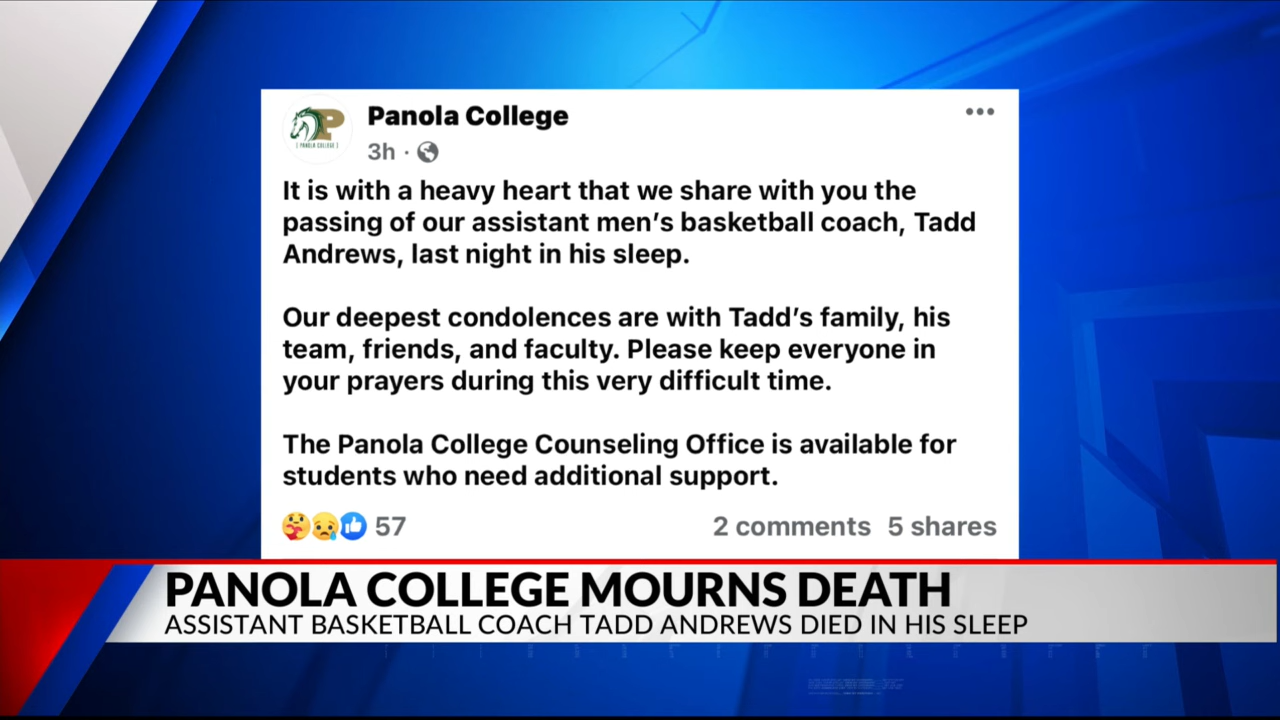 Panola College
[ PANOLA COLLEGE ]
3h ·
It is with a heavy heart that we share with you the
passing of our assistant men’s basketball coach, Tadd
Andrews, last night in his sleep.
Our deepest condolences are with Tadd’s family, his
team, friends, and faculty. Please keep everyone in
your prayers during this very difficult time.
The Panola College Counseling Office is available for
students who need additional support.
57
2 comments 5 shares
PANOLA COLLEGE MOURNS DEATH
ASSISTANT BASKETBALL COACH TADD ANDREWS DIED IN HIS SLEEP